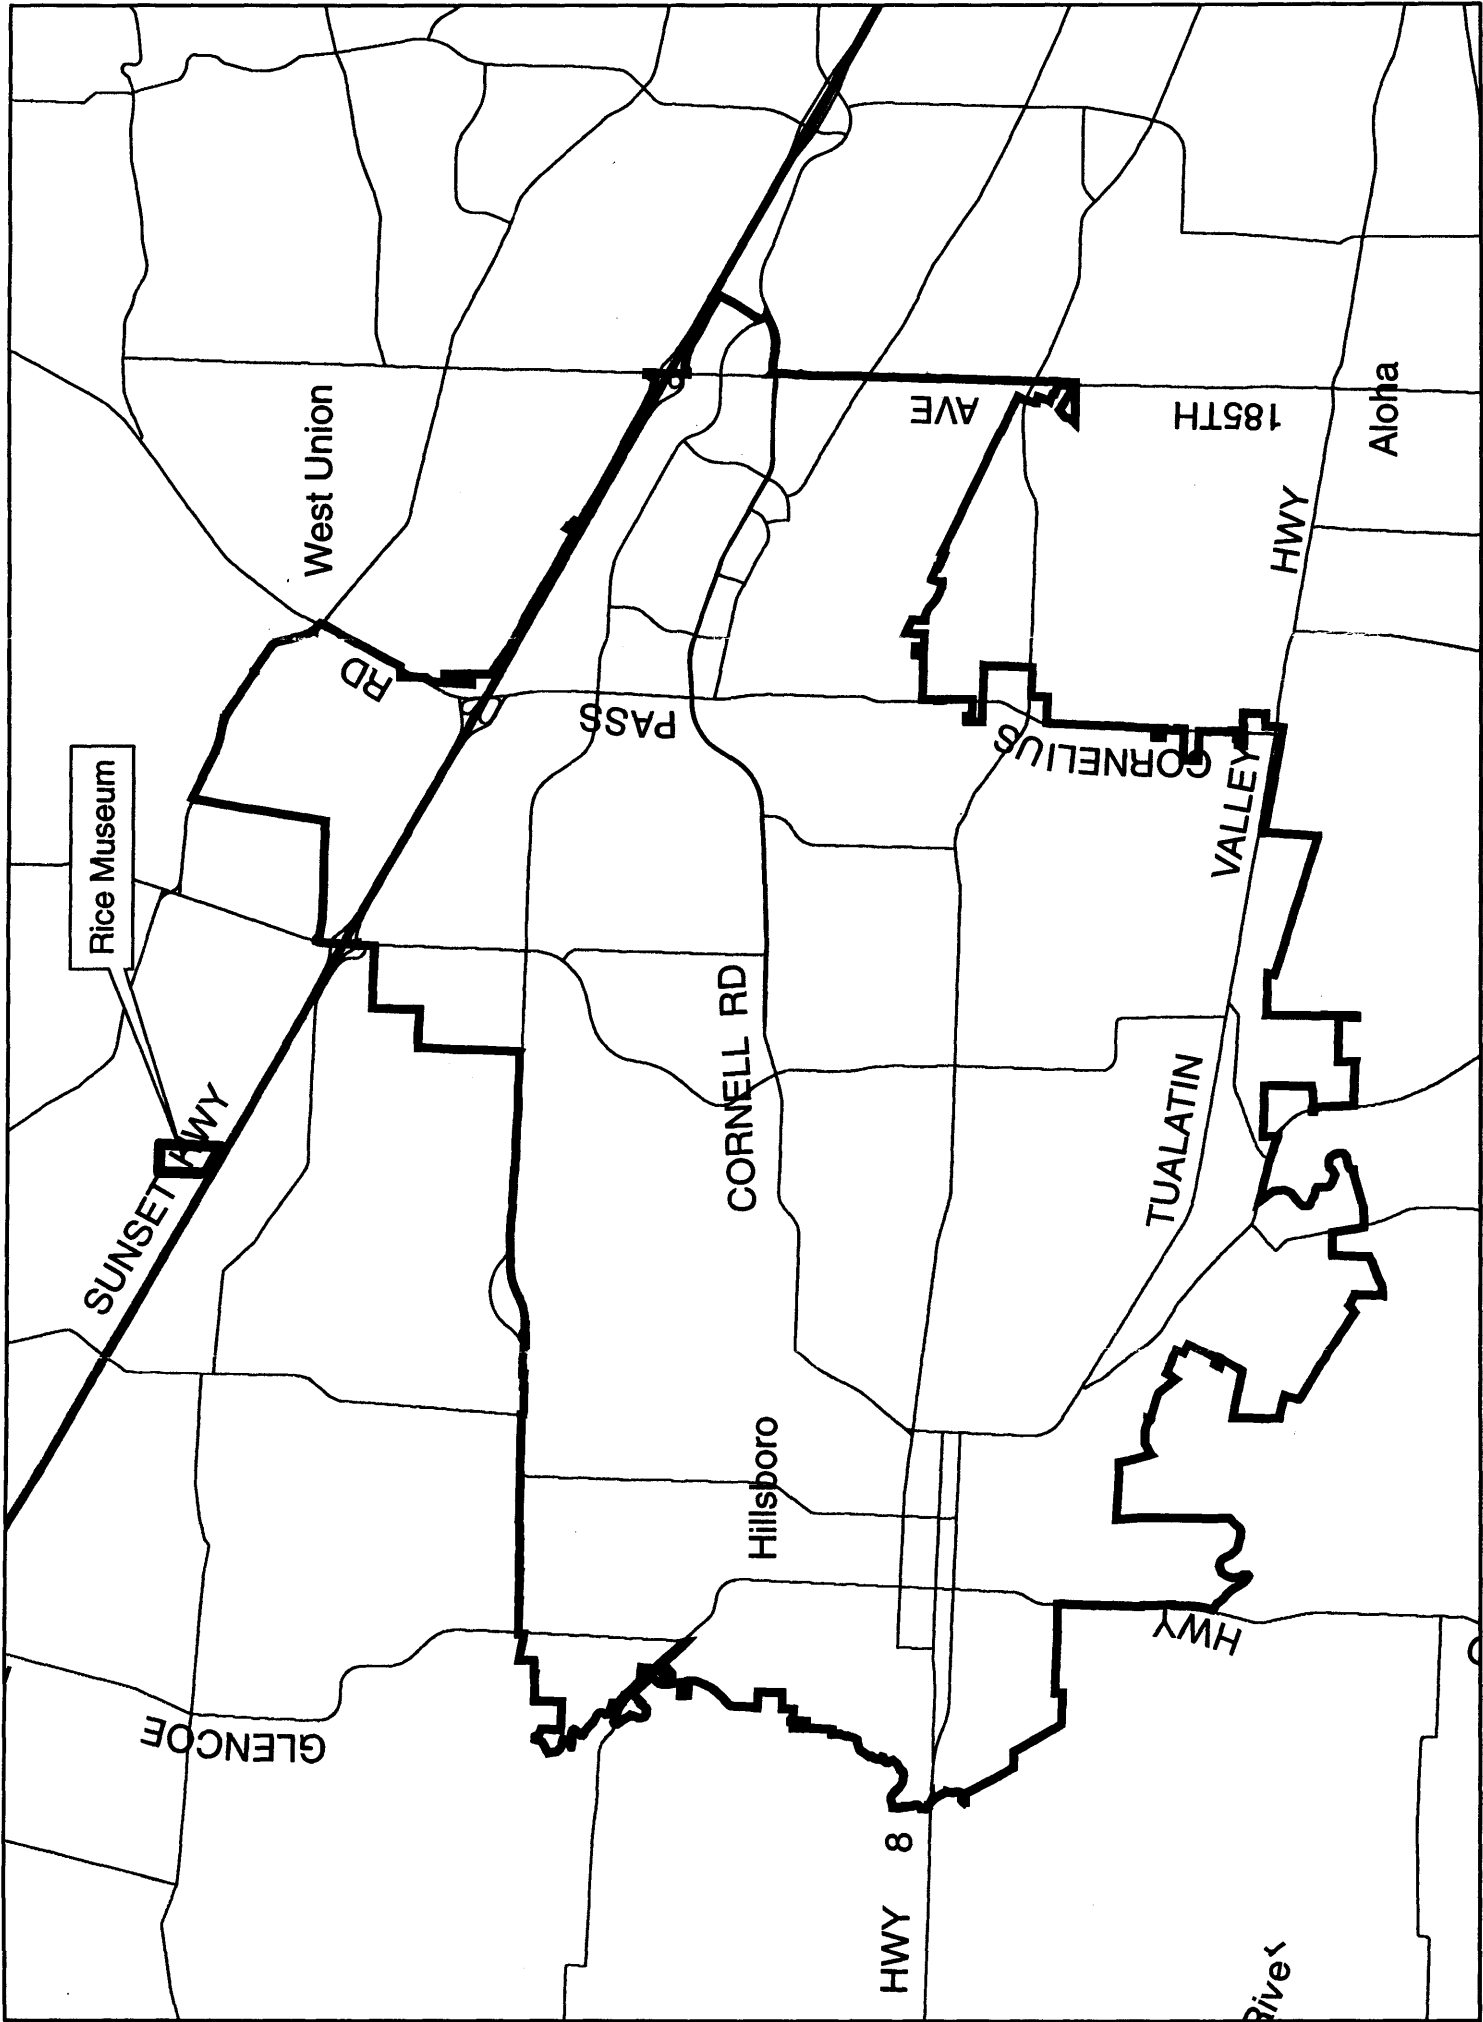 West Union
Rice Museum
SUNSET HWY
RD
PASS
CORNELIUS
185TH
AVE
Aloha
HWY
VALLEY
TUALATIN
CORNELL RD
Hillsboro
GLENCOE
HWY
HWY 8
River